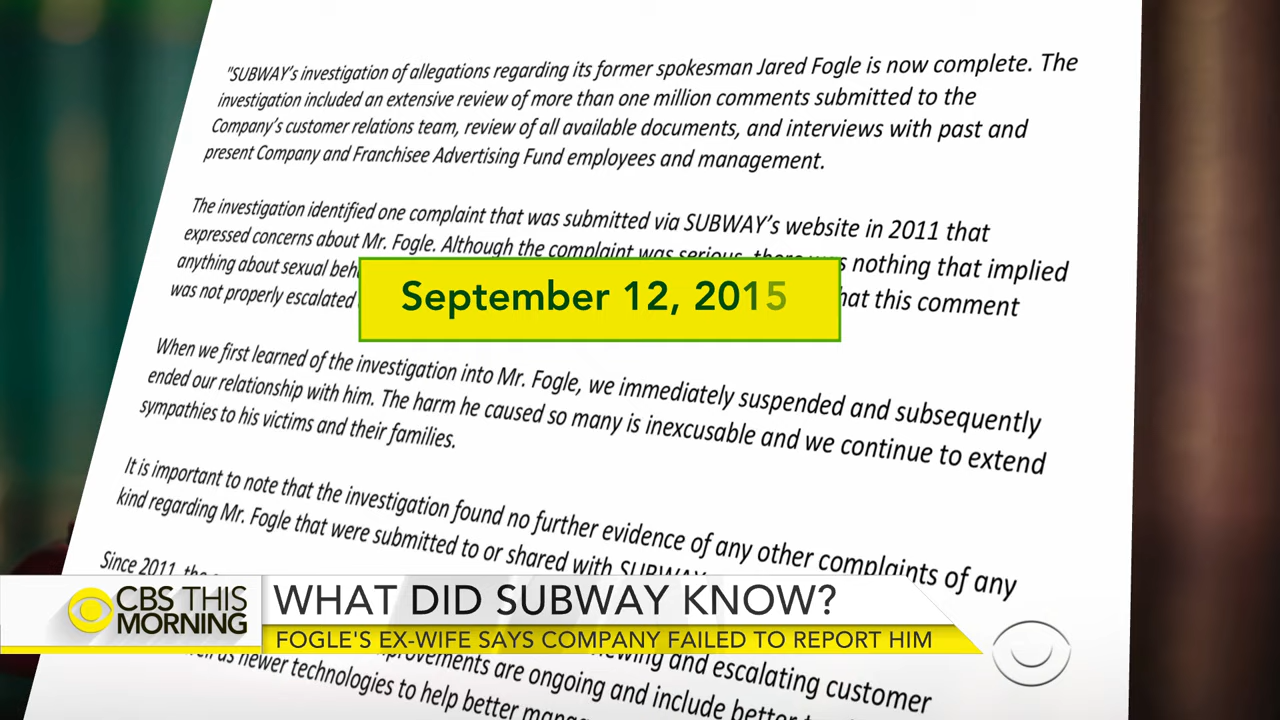 "SUBWAY's investigation of allegations regarding its former spokesman Jared Fogle is now complete. The
investigation included an extensive review of more than one million comments submitted to the
Company's customer relations team, review of all available documents, and interviews with past and
present Company and Franchisee Advertising Fund employees and management.
The investigation identified one complaint that was submitted via SUBWAY's website in 2011 that
expressed concerns about Mr. Fogle. Although the complaint was serious, there was nothing that implied
anything about sexual
was not properly escalated
that this comment
September 12, 2015
When we first learned of the investigation into Mr. Fogle, we immediately suspended and subsequently
ended our relationship with him. The harm he caused so many is inexcusable and we continue to extend
sympathies to his victims and their families.
It is important to note that the investigation found no further evidence of any other complaints of any
kind regarding Mr. Fogle that were submitted to or shared with SUBWAY
Since 2011, the
CBS THIS
MORNING
WHAT DID SUBWAY KNOW?
FOGLE'S EX-WIFE SAYS COMPANY FAILED TO REPORT HIM
and escalating customer
as newer technologies to help better
improvements are ongoing and include better